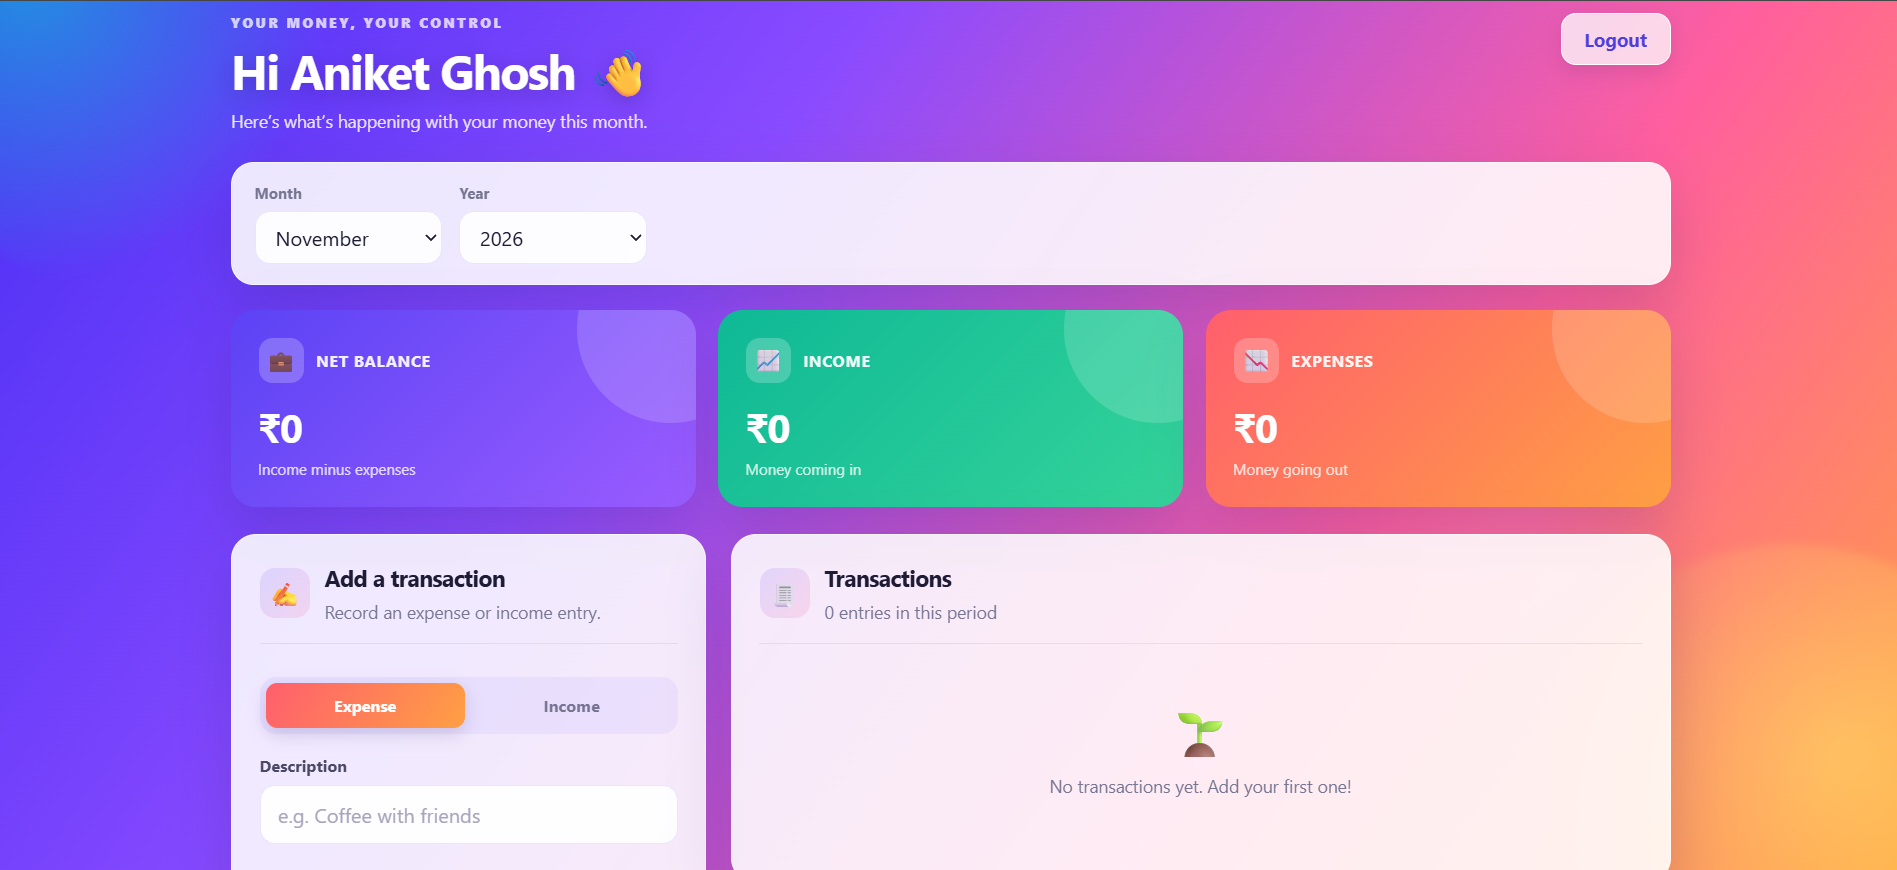 YOUR MONEY, YOUR CONTROL
Logout
Hi Aniket Ghosh 👋
Here's what's happening with your money this month.
Month
Year
November
2026
NET BALANCE
₹0
Income minus expenses
INCOME
₹0
Money coming in
EXPENSES
₹0
Money going out
Add a transaction
Record an expense or income entry.
Expense
Income
Description
e.g. Coffee with friends
Transactions
0 entries in this period
No transactions yet. Add your first one!